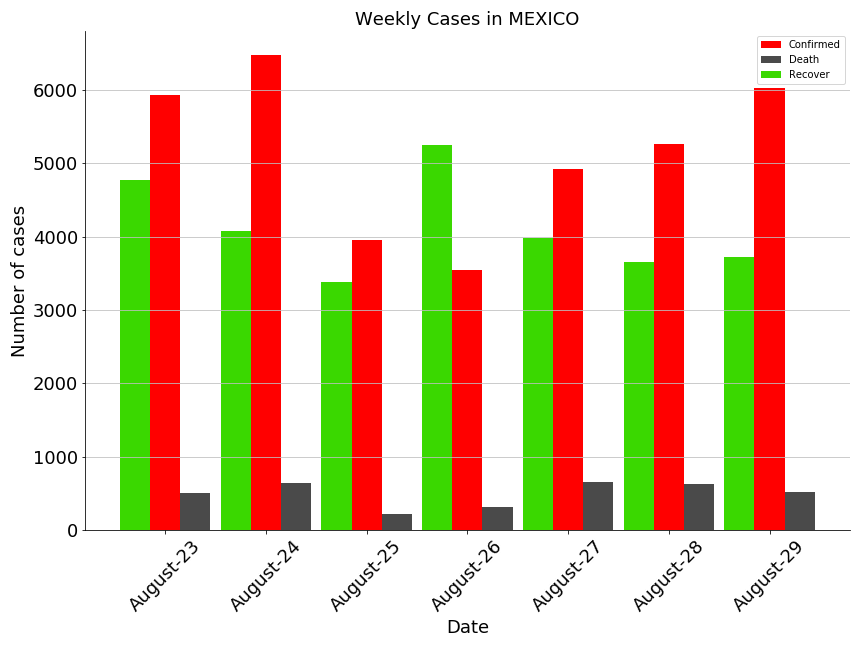 Weekly Cases in MEXICO
Confirmed
Death
Recover
Number of cases
6000
5000
4000
3000
2000
1000
0
August-23
August-24
August-25
August-26
August-27
August-28
August-29
Date